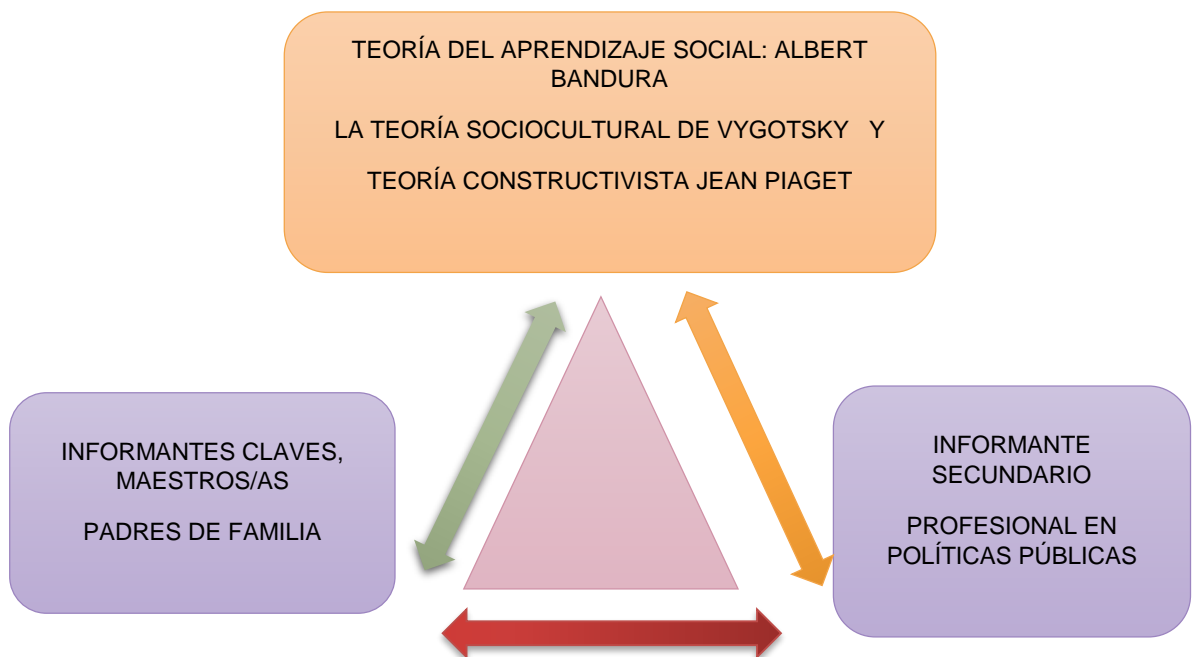 TEORÍA DEL APRENDIZAJE SOCIAL: ALBERT
BANDURA
LA TEORÍA SOCIOCULTURAL DE VYGOTSKY Y
TEORÍA CONSTRUCTIVISTA JEAN PIAGET
INFORMANTES CLAVES,
MAESTROS/AS
PADRES DE FAMILIA
INFORMANTE
SECUNDARIO
PROFESIONAL EN
POLÍTICAS PÚBLICAS